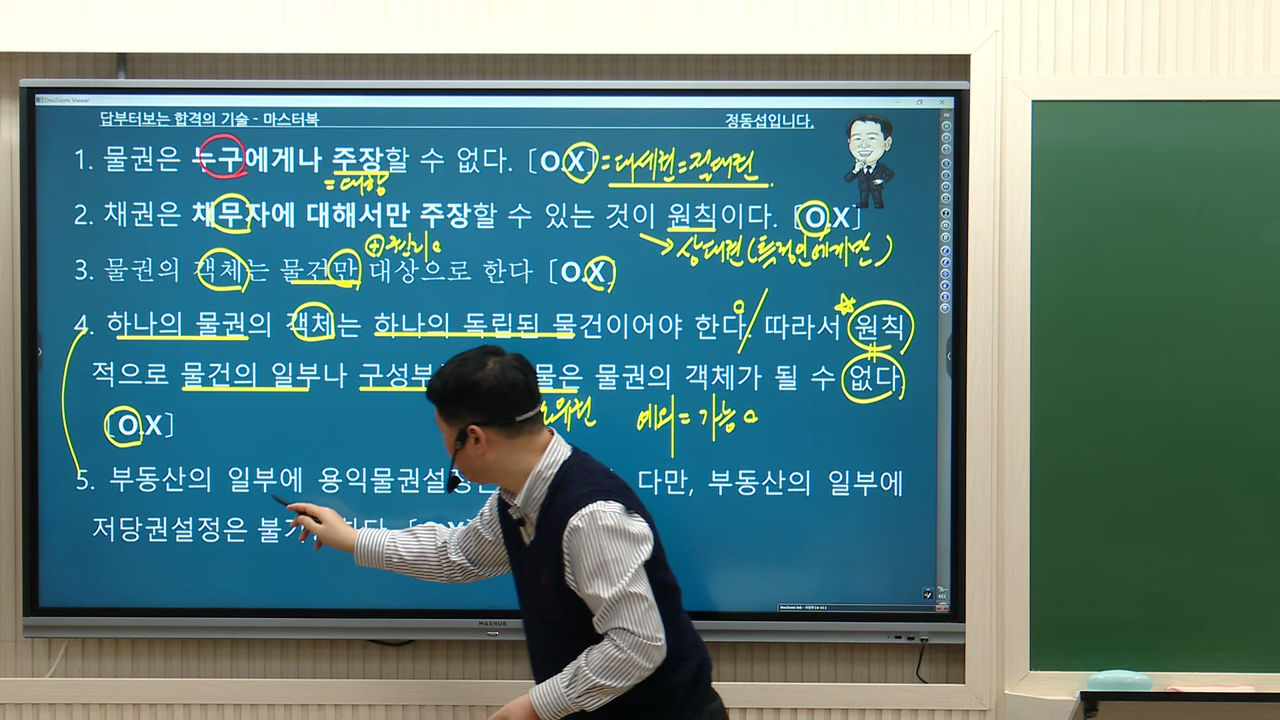 DocZoom Viewer
답부터보는 합격의 기술 - 마스터북
정동섭입니다.
1. 물권은 누구에게나 주장할 수 없다. [O.X] = 대세권 = 절대권
= 대항
2. 채권은 채무자에 대해서만 주장할 수 있는 것이 원칙이다. [O.X]
⊕ 권리
→ 상대권 (특정인에게만)
3. 물권의 객체는 물건만 대상으로 한다 [O.X]
4. 하나의 물권의 객체는 하나의 독립된 물건이어야 한다. 따라서 원칙
적으로 물건의 일부나 구성부 물은 물권의 객체가 될 수 없다.
예외 = 가능
[O.X]
5. 부동산의 일부에 용익물권설정은 다만, 부동산의 일부에
저당권설정은 불가
MAXHUB